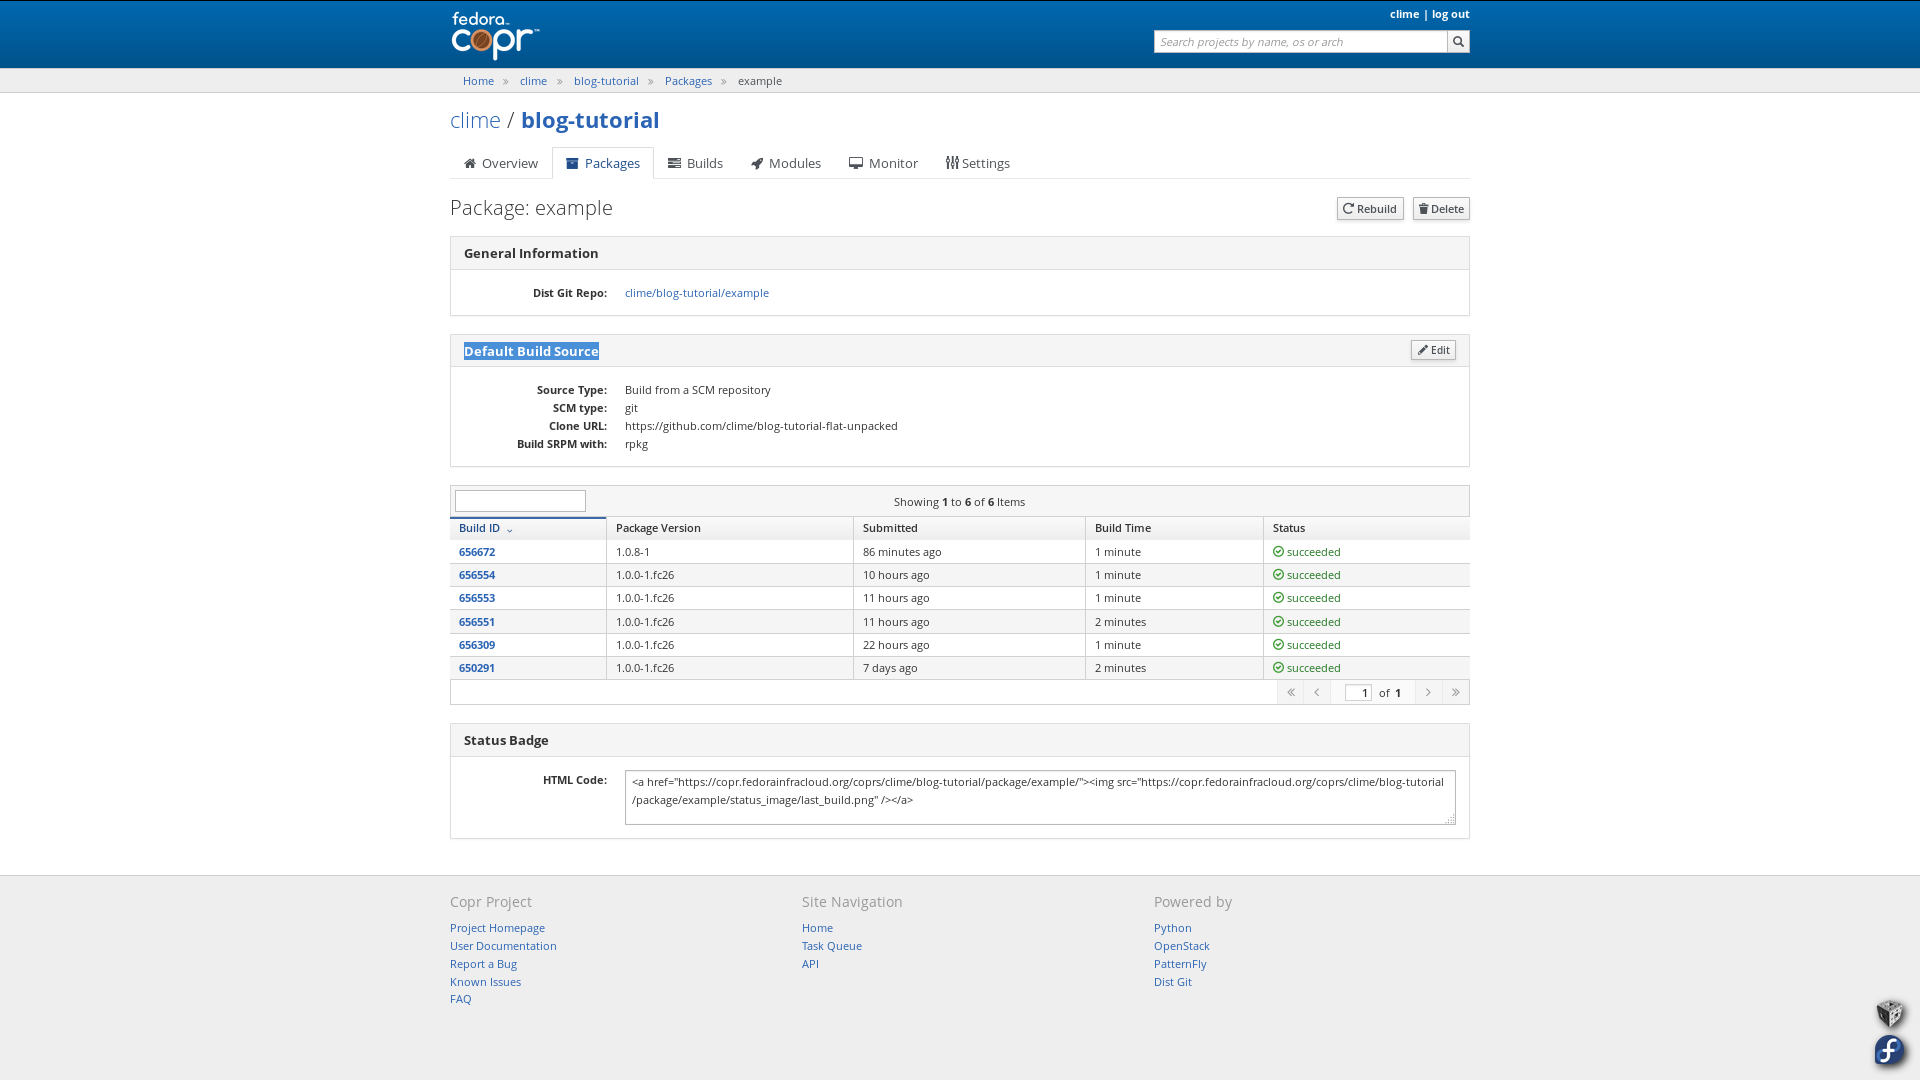 fedora™
copr™
clime | log out
Search projects by name, os or arch
Home » clime » blog-tutorial » Packages » example
clime / blog-tutorial
Overview Packages Builds Modules Monitor Settings
Package: example
Rebuild Delete
General Information
Dist Git Repo: clime/blog-tutorial/example
Default Build Source
Edit
Source Type: Build from a SCM repository
SCM type: git
Clone URL: https://github.com/clime/blog-tutorial-flat-unpacked
Build SRPM with: rpkg
Showing 1 to 6 of 6 Items
Build ID Package Version Submitted Build Time Status
656672 1.0.8-1 86 minutes ago 1 minute succeeded
656554 1.0.0-1.fc26 10 hours ago 1 minute succeeded
656553 1.0.0-1.fc26 11 hours ago 1 minute succeeded
656551 1.0.0-1.fc26 11 hours ago 2 minutes succeeded
656309 1.0.0-1.fc26 22 hours ago 1 minute succeeded
650291 1.0.0-1.fc26 7 days ago 2 minutes succeeded
« ‹ 1 of 1 › »
Status Badge
HTML Code: <a href="https://copr.fedorainfracloud.org/coprs/clime/blog-tutorial/package/example/"><img src="https://copr.fedorainfracloud.org/coprs/clime/blog-tutorial
/package/example/status_image/last_build.png" /></a>
Copr Project
Project Homepage
User Documentation
Report a Bug
Known Issues
FAQ
Site Navigation
Home
Task Queue
API
Powered by
Python
OpenStack
PatternFly
Dist Git